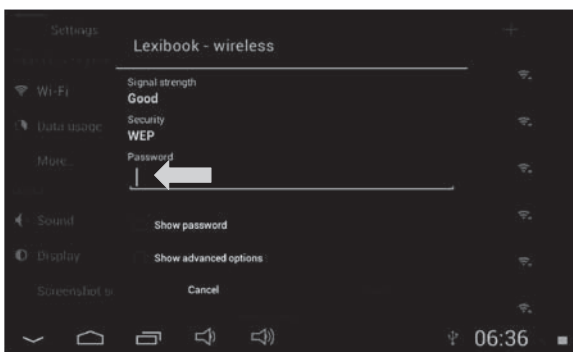 Settings
Lexibook - wireless
Signal strength
Good
Wi-Fi
Security
WEP
Data usage
Password
More...
Sound
Show password
Display
Show advanced options
Cancel
06:36